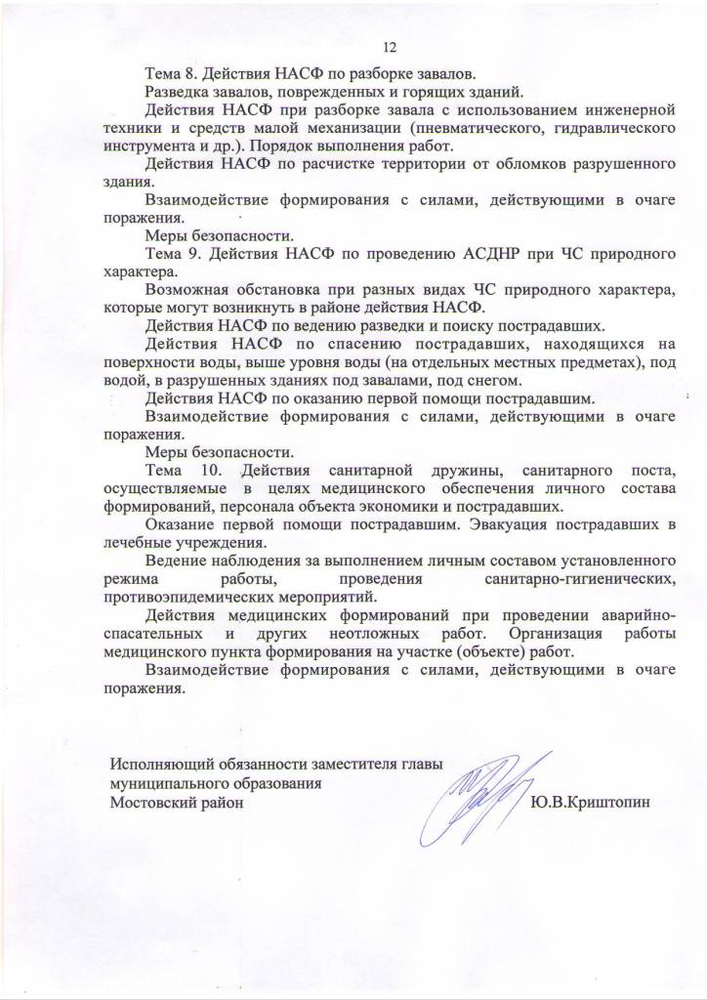 12
Тема 8. Действия НАСФ по разборке завалов.
Разведка завалов, поврежденных и горящих зданий.
Действия НАСФ при разборке завала с использованием инженерной
техники и средств малой механизации (пневматического, гидравлического
инструмента и др.). Порядок выполнения работ.
Действия НАСФ по расчистке территории от обломков разрушенного
здания.
Взаимодействие формирования с силами, действующими в очаге
поражения.
Меры безопасности.
Тема 9. Действия НАСФ по проведению АСДНР при ЧС природного
характера.
Возможная обстановка при разных видах ЧС природного характера,
которые могут возникнуть в районе действия НАСФ.
Действия НАСФ по ведению разведки и поиску пострадавших.
Действия НАСФ по спасению пострадавших, находящихся на
поверхности воды, выше уровня воды (на отдельных местных предметах), под
водой, в разрушенных зданиях под завалами, под снегом.
Действия НАСФ по оказанию первой помощи пострадавшим.
Взаимодействие формирования с силами, действующими в очаге
поражения.
Меры безопасности.
Тема 10. Действия санитарной дружины, санитарного поста,
осуществляемые в целях медицинского обеспечения личного состава
формирований, персонала объекта экономики и пострадавших.
Оказание первой помощи пострадавшим. Эвакуация пострадавших в
лечебные учреждения.
Ведение наблюдения за выполнением личным составом установленного
режима работы, проведения санитарно-гигиенических,
противоэпидемических мероприятий.
Действия медицинских формирований при проведении аварийно-
спасательных и других неотложных работ. Организация работы
медицинского пункта формирования на участке (объекте) работ.
Взаимодействие формирования с силами, действующими в очаге
поражения.
Исполняющий обязанности заместителя главы
муниципального образования
Мостовский район Ю.В.Криштопин